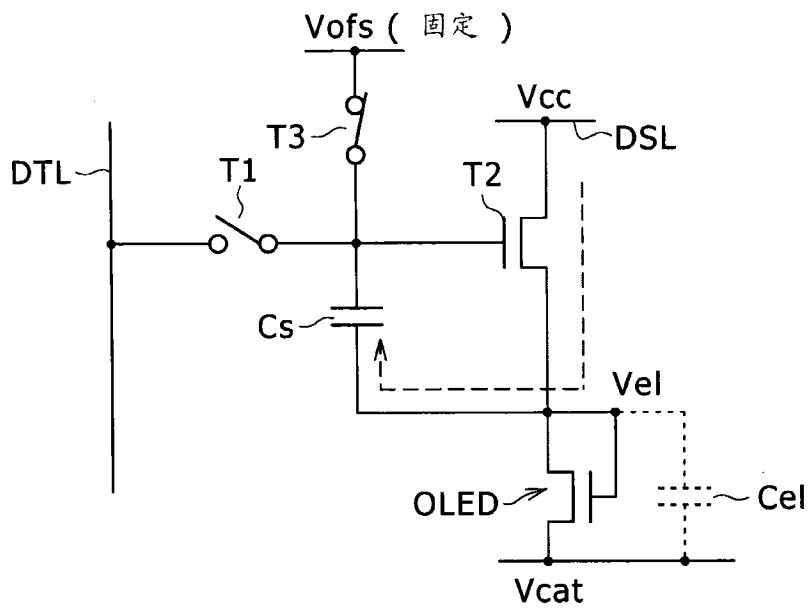 Vofs ( 固定 )
Vcc
DSL
T3
DTL
T1
T2
Cs
Vel
OLED
Cel
Vcat